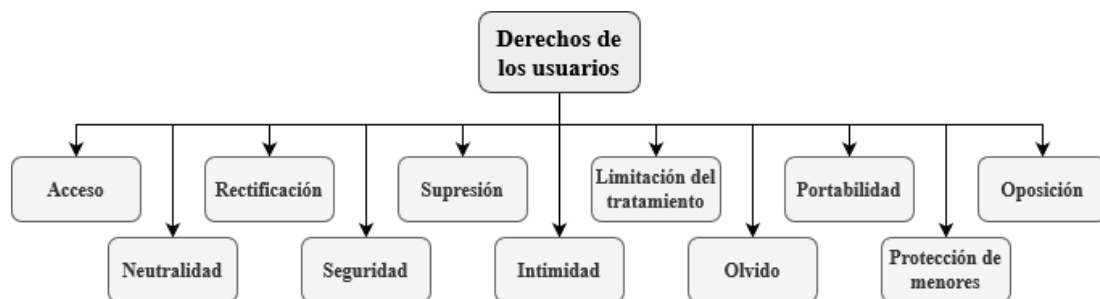 Derechos de
los usuarios
Acceso
Rectificación
Supresión
Limitación del
tratamiento
Portabilidad
Oposición
Neutralidad
Seguridad
Intimidad
Olvido
Protección de
menores